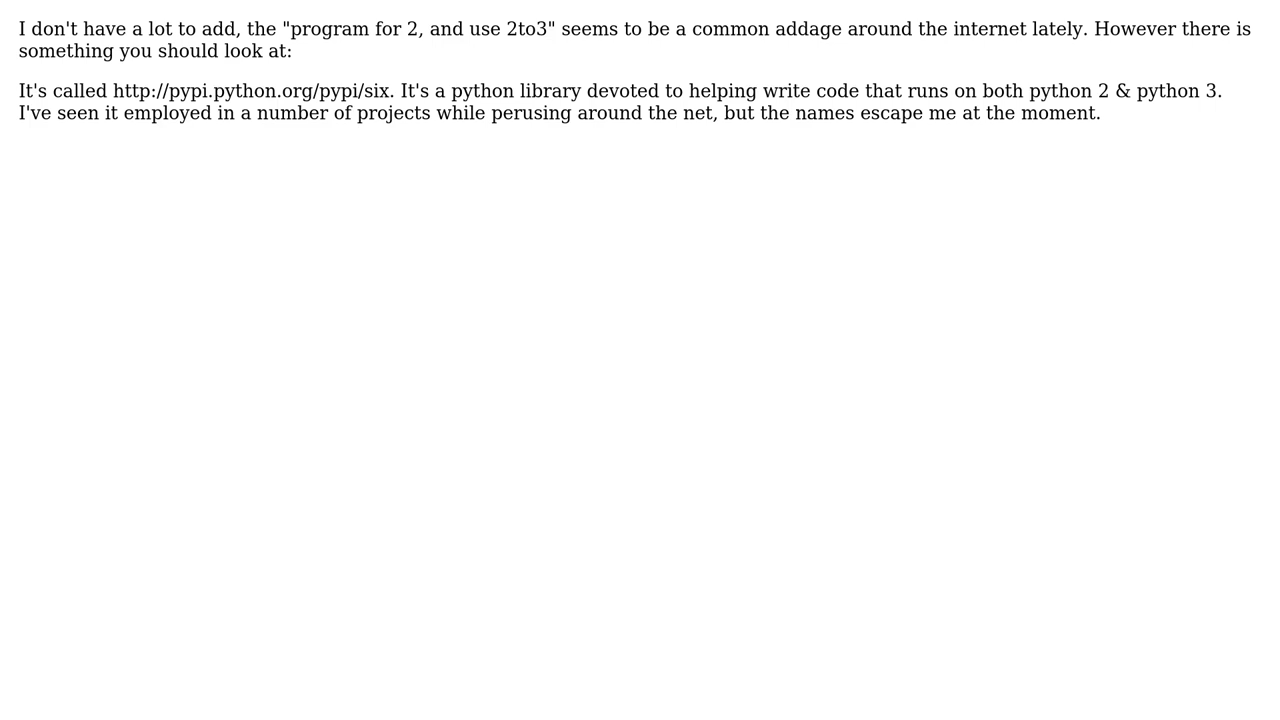 I don't have a lot to add, the "program for 2, and use 2to3" seems to be a common addage around the internet lately. However there is
something you should look at:
It's called http://pypi.python.org/pypi/six. It's a python library devoted to helping write code that runs on both python 2 & python 3.
I've seen it employed in a number of projects while perusing around the net, but the names escape me at the moment.